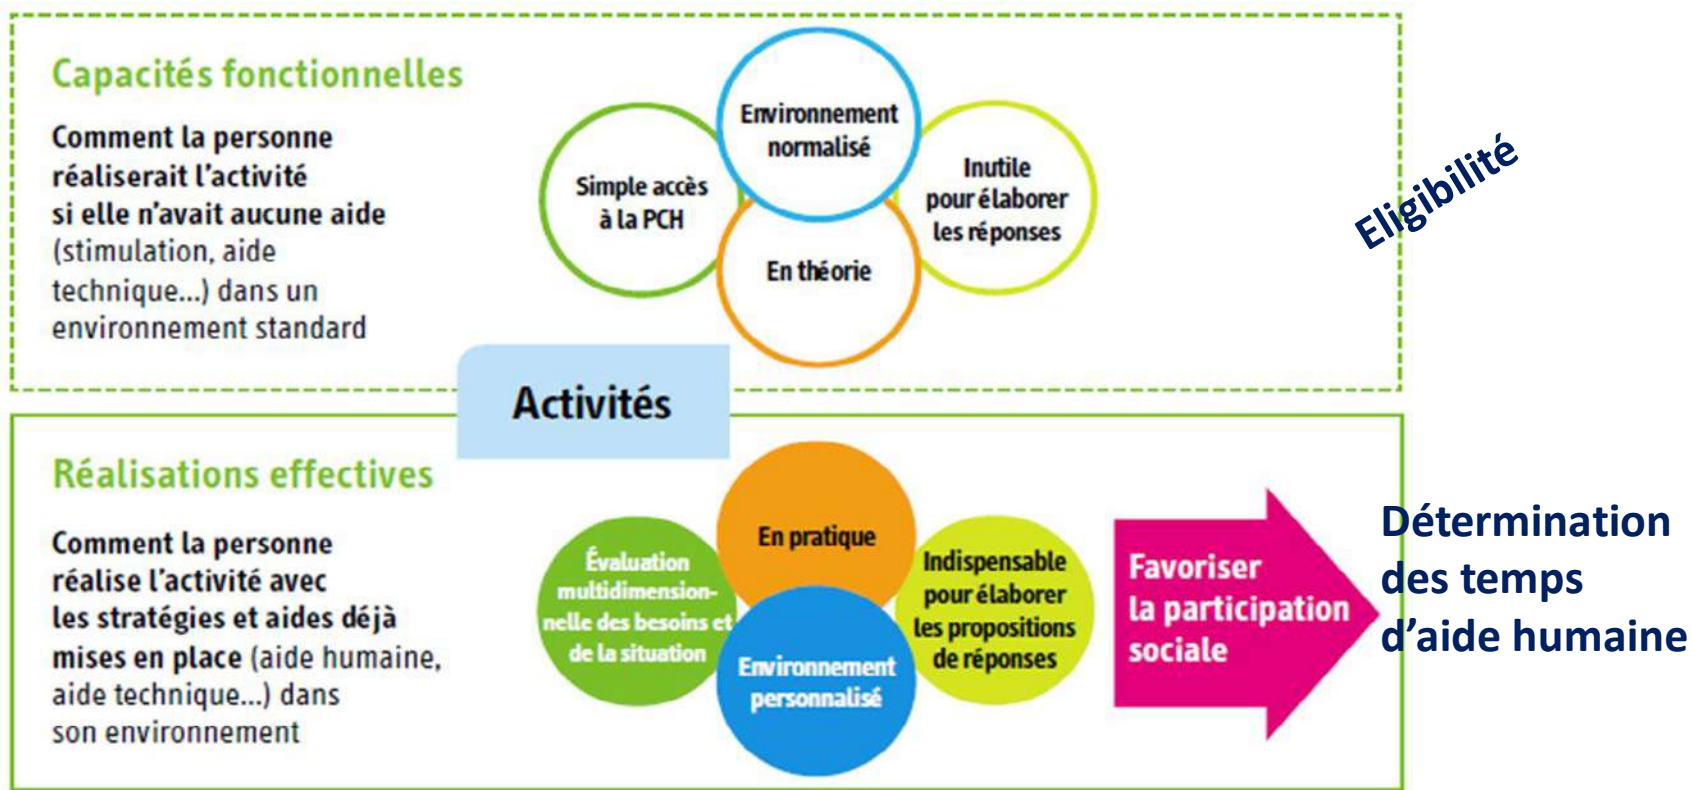 Capacités fonctionnelles
Comment la personne
réaliserait l'activité
si elle n'avait aucune aide
(stimulation, aide
technique...) dans un
environnement standard
Simple accès
à la PCH
Environnement
normalisé
En théorie
Inutile
pour élaborer
les réponses
Eligibilité
Activités
Réalisations effectives
Comment la personne
réalise l'activité avec
les stratégies et aides déjà
mises en place (aide humaine,
aide technique...) dans
son environnement
Évaluation
multidimension-
nelle des besoins et
de la situation
En pratique
Environnement
personnalisé
Indispensable
pour élaborer
les propositions
de réponses
Favoriser
la participation
sociale
Détermination
des temps
d'aide humaine